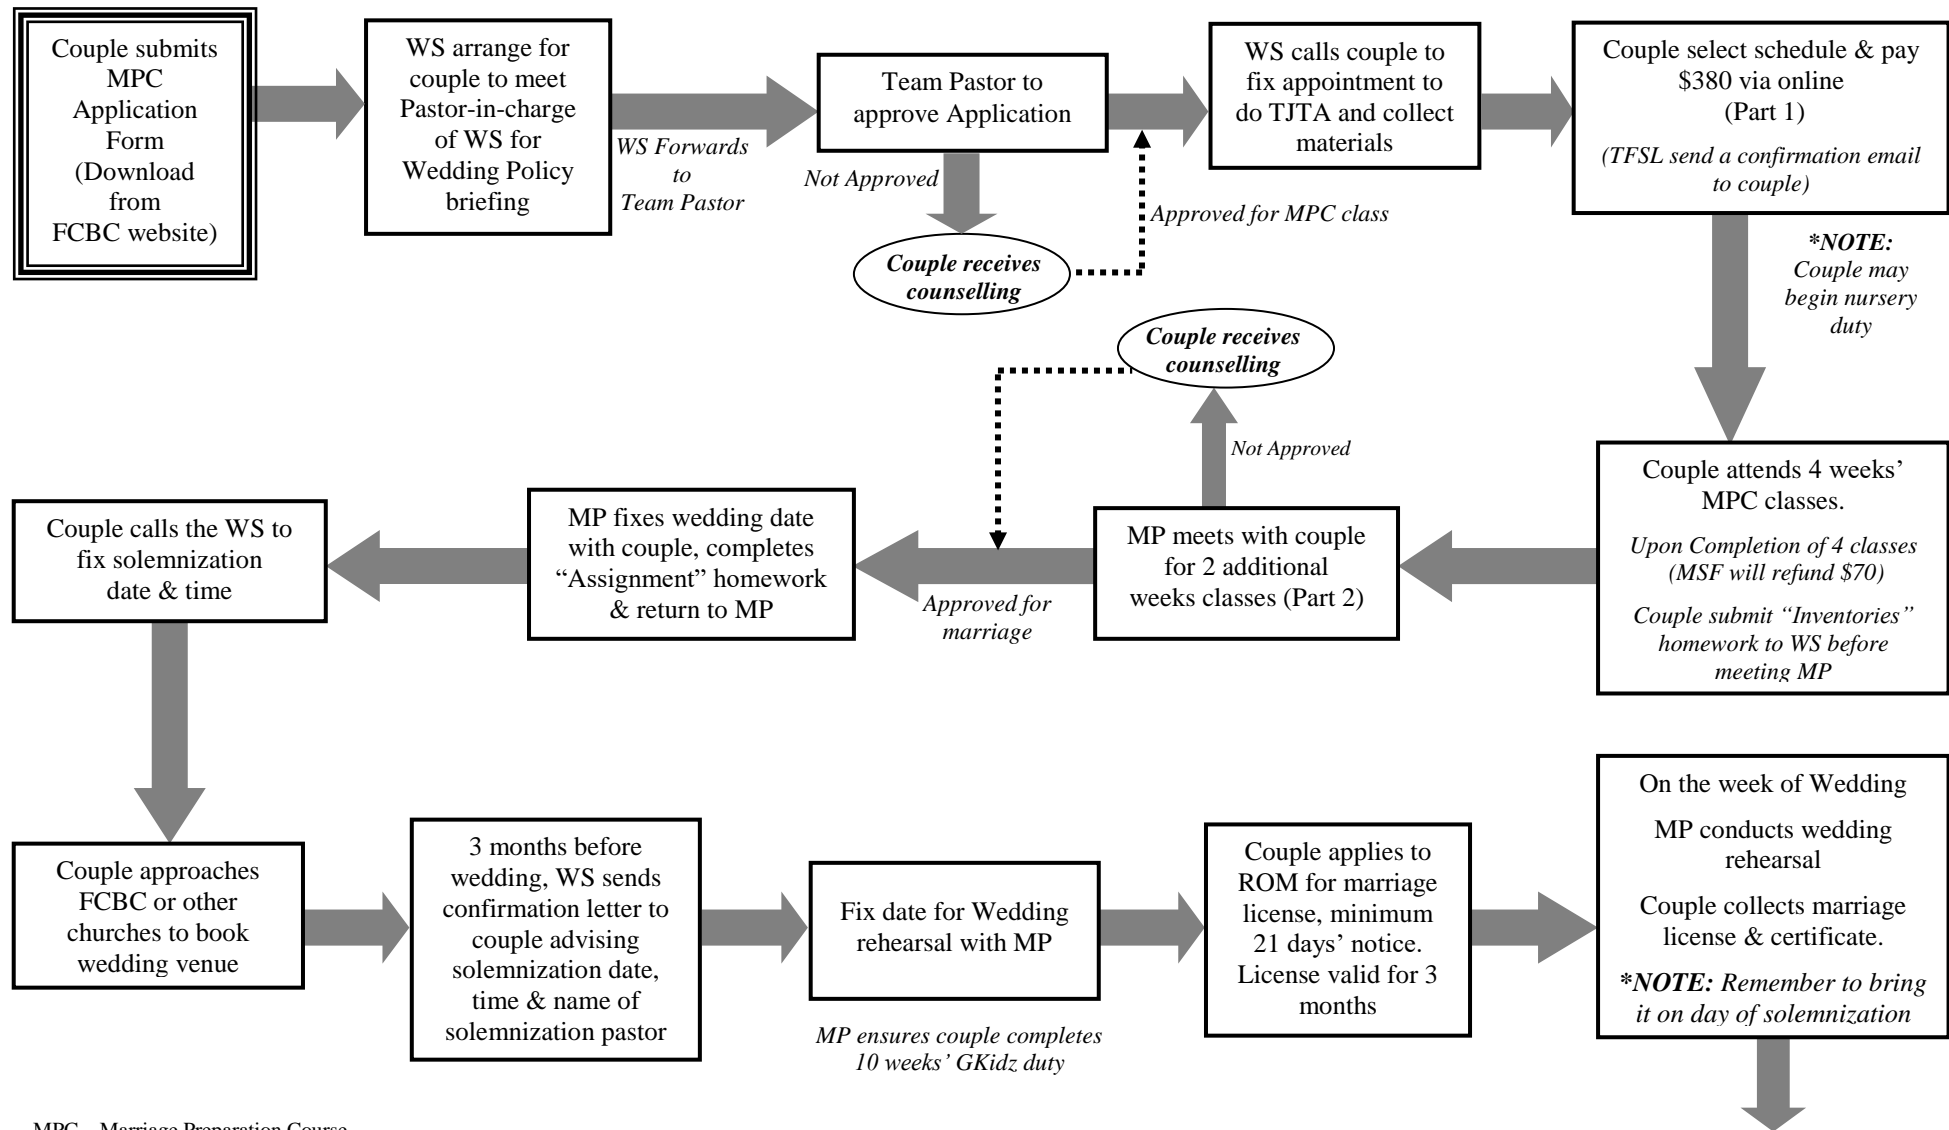 Couple submits
MPC
Application
Form
(Download
from
FCBC website)
WS arrange for
couple to meet
Pastor-in-charge
of WS for
Wedding Policy
briefing
WS Forwards
to
Team Pastor
Team Pastor to
approve Application
Not Approved
Couple receives
counselling
Approved for MPC class
WS calls couple to
fix appointment to
do TJTA and collect
materials
Couple select schedule & pay
$380 via online
(Part 1)
(TFSL send a confirmation email
to couple)
*NOTE:
Couple may
begin nursery
duty
Couple attends 4 weeks’
MPC classes.
Upon Completion of 4 classes
(MSF will refund $70)
Couple submit “Inventories”
homework to WS before
meeting MP
MP meets with couple
for 2 additional
weeks classes (Part 2)
Not Approved
Couple receives
counselling
Approved for
marriage
MP fixes wedding date
with couple, completes
“Assignment” homework
& return to MP
Couple calls the WS to
fix solemnization
date & time
Couple approaches
FCBC or other
churches to book
wedding venue
3 months before
wedding, WS sends
confirmation letter to
couple advising
solemnization date,
time & name of
solemnization pastor
Fix date for Wedding
rehearsal with MP
MP ensures couple completes
10 weeks’ GKidz duty
Couple applies to
ROM for marriage
license, minimum
21 days’ notice.
License valid for 3
months
On the week of Wedding
MP conducts wedding
rehearsal
Couple collects marriage
license & certificate.
*NOTE: Remember to bring
it on day of solemnization
MPC – Marriage Preparation Course